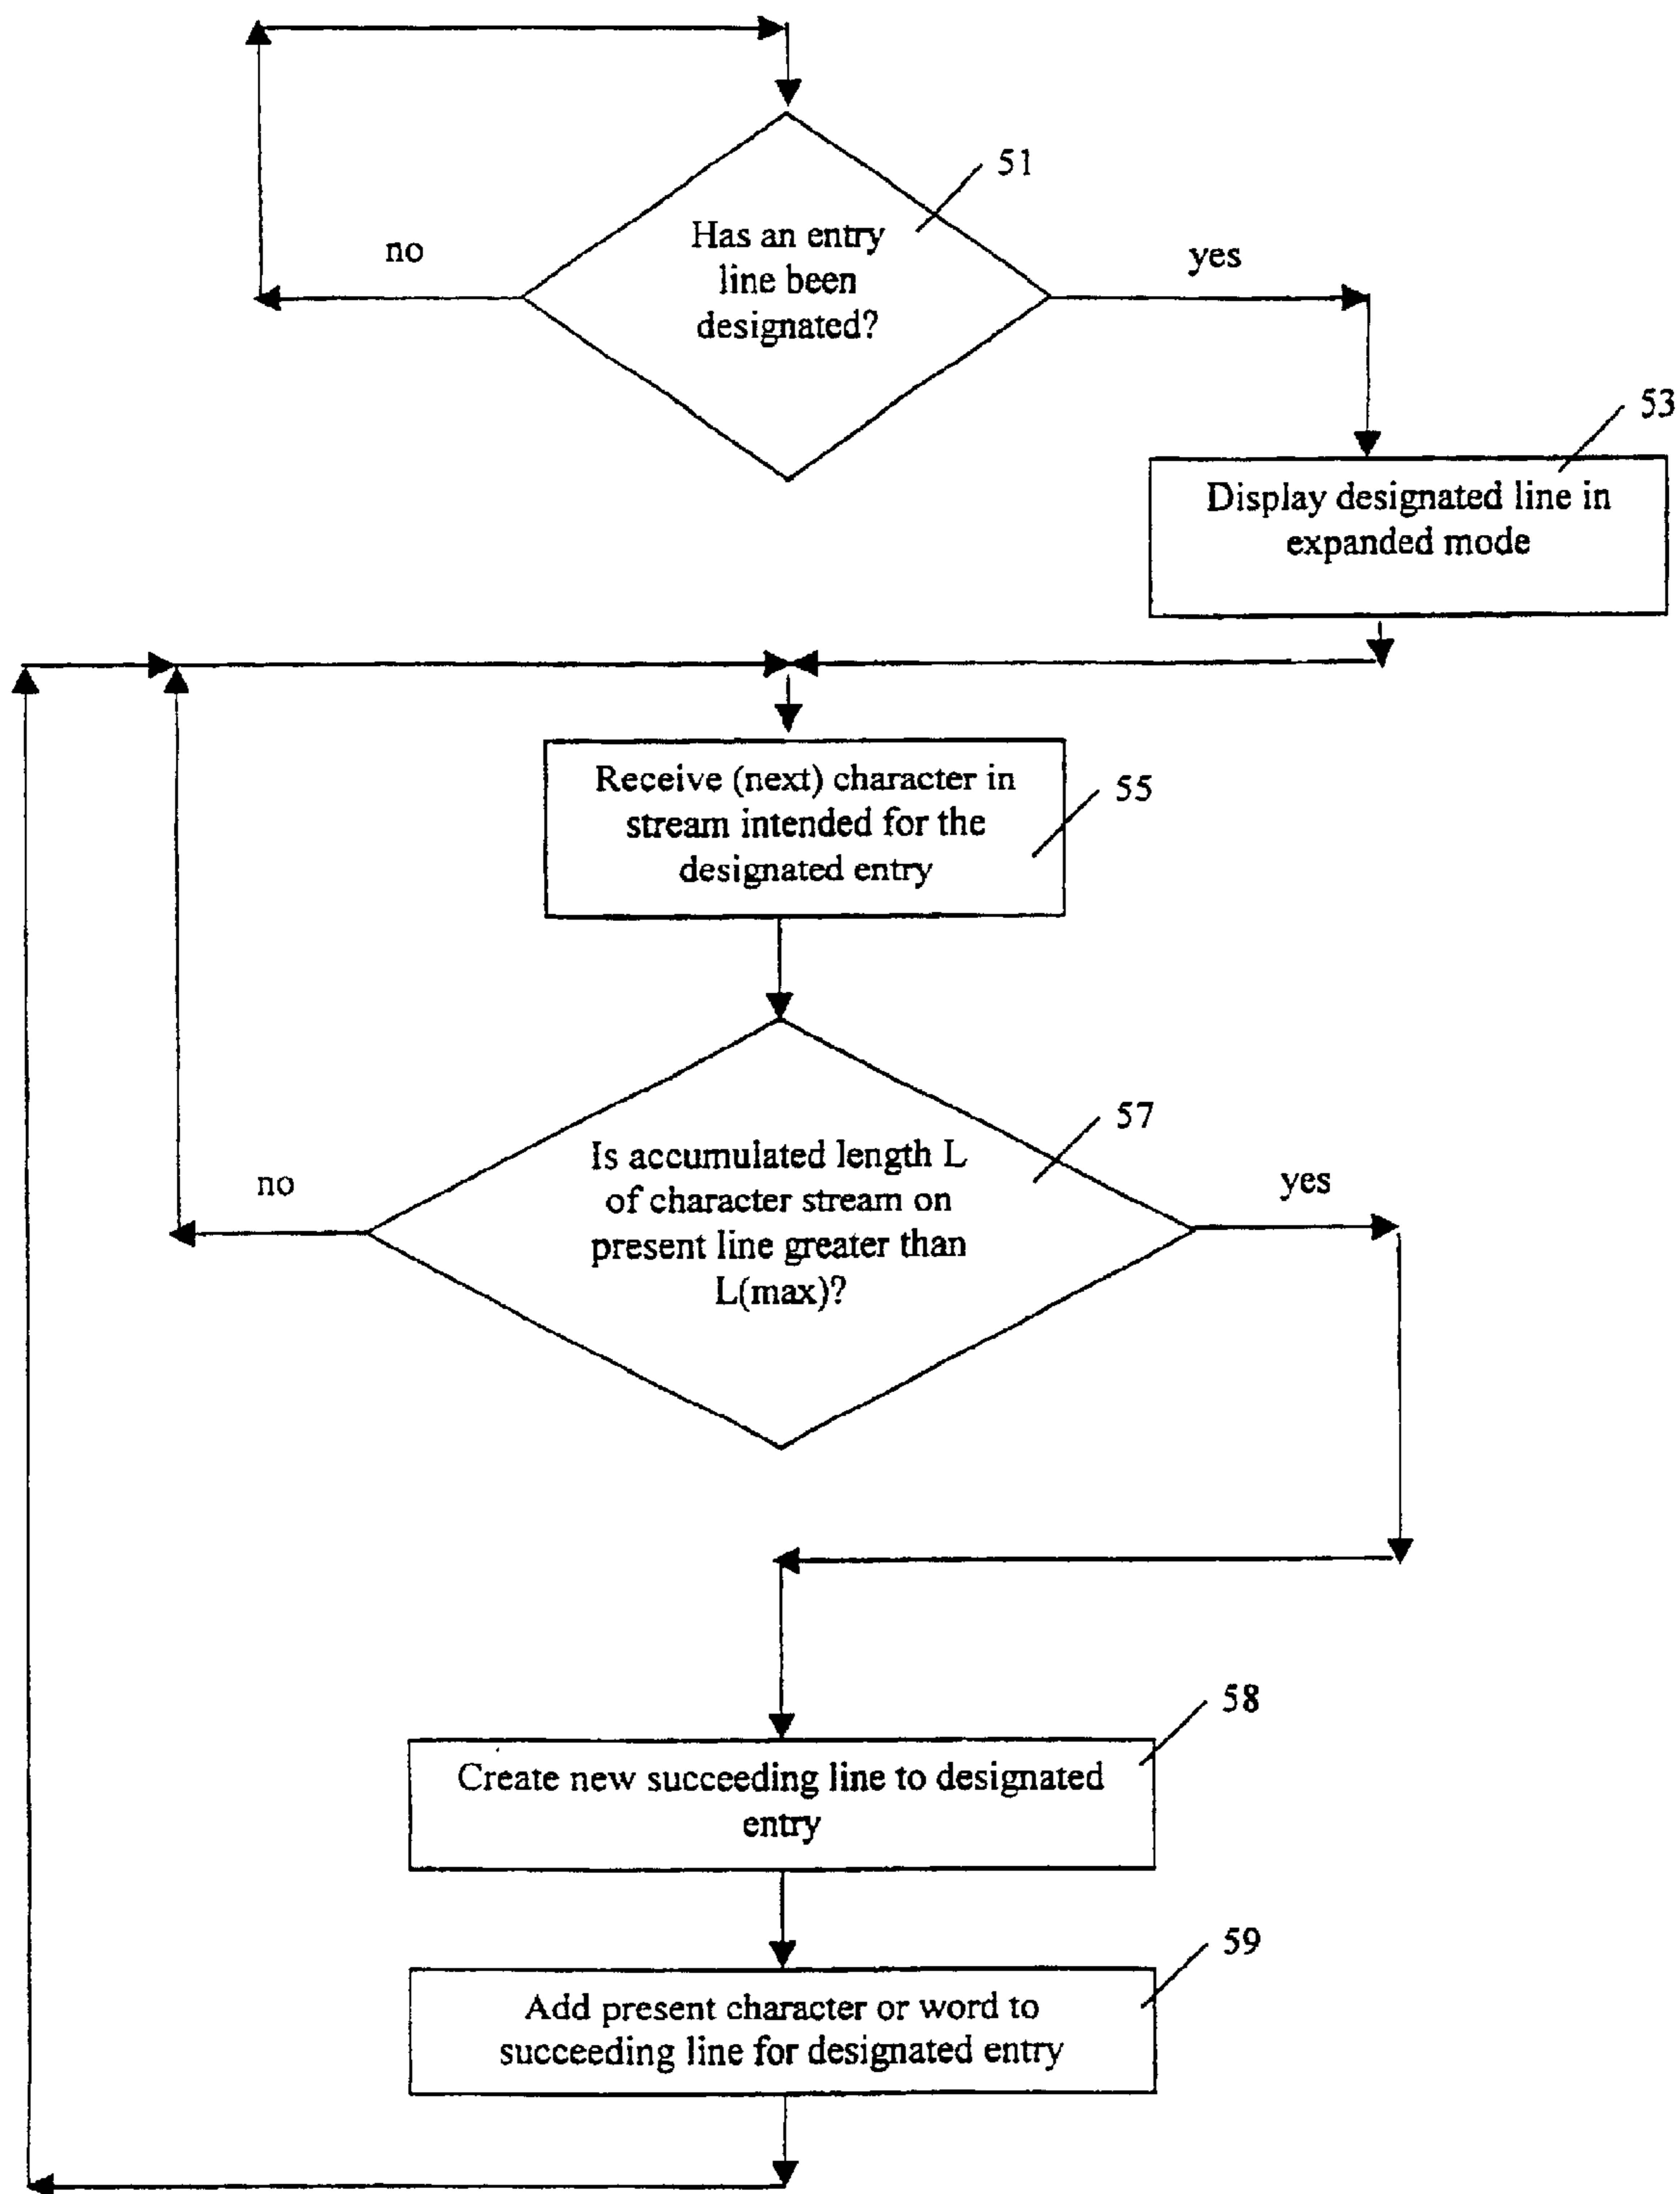 51
Has an entry
line been
designated?
no
yes
53
Display designated line in
expanded mode
Receive (next) character in
stream intended for the
designated entry
55
57
Is accumulated length L
of character stream on
present line greater than
L(max)?
no
yes
58
Create new succeeding line to designated
entry
59
Add present character or word to
succeeding line for designated entry